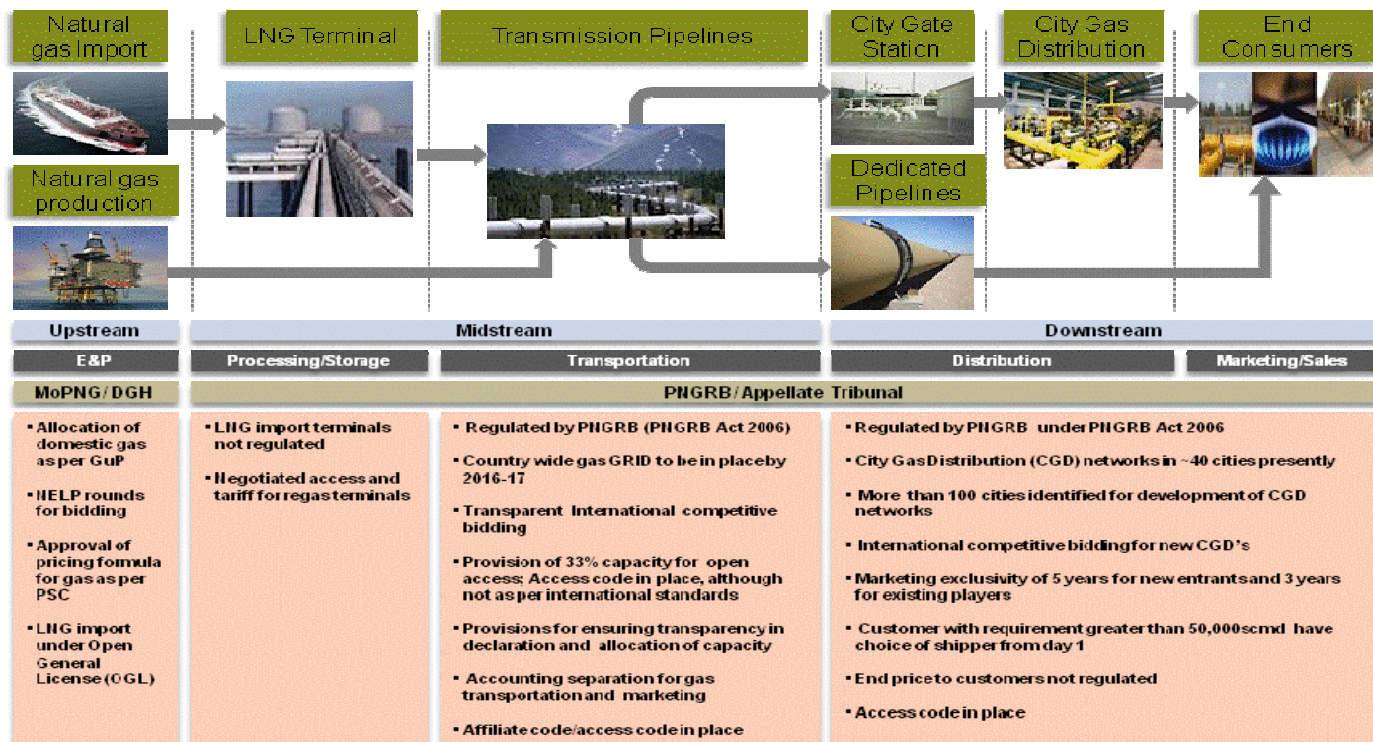 Natural
gas Import
LNG Terminal
Transmission Pipelines
City Gate
Station
City Gas
Distribution
End
Consumers
Natural gas
production
Dedicated
Pipelines
Upstream
Midstream
Downstream
E&P
Processing/Storage
Transportation
Distribution
Marketing/Sales
MoPNG/ DGH
PNGRB/ Appellate Tribunal
▪ Allocation of
domestic gas
as per GuP
▪ NELP rounds
for bidding
▪ Approval of
pricing formula
for gas as per
PSC
▪ LNG import
under Open
General
License (OGL)
▪ LNG import terminals
not regulated
▪ Negotiated access and
tariff for regas terminals
▪ Regulated by PNGRB (PNGRB Act 2006)
▪ Country wide gas GRID to be in place by
2016-17
▪ Transparent International competitive
bidding
▪ Provision of 33% capacity for open
access; Access code in place, although
not as per international standards
▪ Provisions for ensuring transparency in
declaration and allocation of capacity
▪ Accounting separation for gas
transportation and marketing
▪ Affiliate code/access code in place
▪ Regulated by PNGRB under PNGRB Act 2006
▪ City Gas Distribution (CGD) networks in ~40 cities presently
▪ More than 100 cities identified for development of CGD
networks
▪ International competitive bidding for new CGD's
▪ Marketing exclusivity of 5 years for new entrants and 3 years
for existing players
▪ Customer with requirement greater than 50,000scmd have
choice of shipper from day 1
▪ End price to customers not regulated
▪ Access code in place